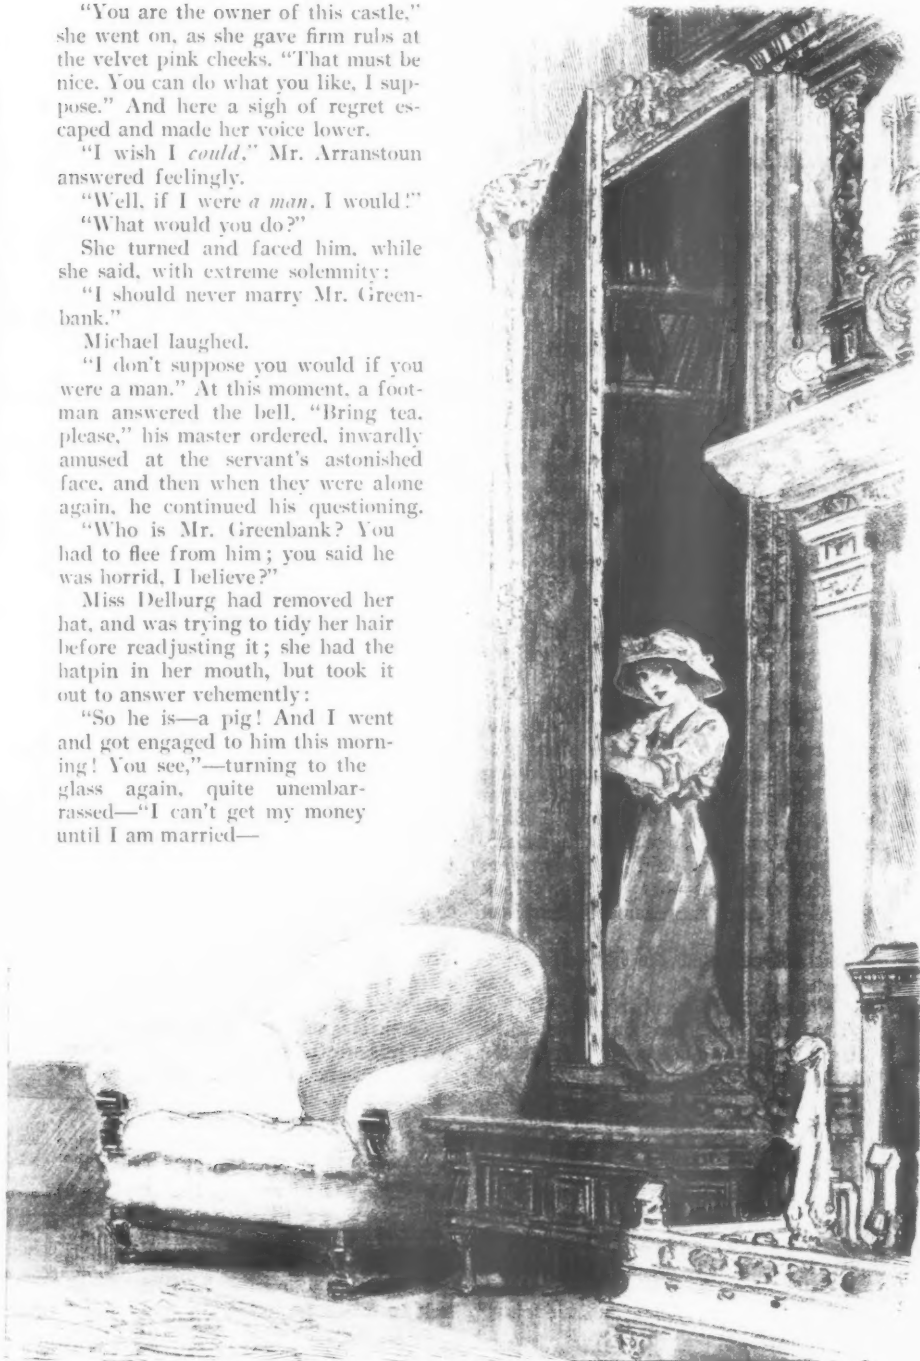 "You are the owner of this castle,"
she went on, as she gave firm rubs at
the velvet pink cheeks. "That must be
nice. You can do what you like, I sup-
pose." And here a sigh of regret es-
caped and made her voice lower.
"I wish I could," Mr. Arranstoun
answered feelingly.
"Well, if I were a man, I would!"
"What would you do?"
She turned and faced him, while
she said, with extreme solemnity:
"I should never marry Mr. Green-
bank."
Michael laughed.
"I don't suppose you would if you
were a man." At this moment, a foot-
man answered the bell. "Bring tea,
please," his master ordered, inwardly
amused at the servant's astonished
face, and then when they were alone
again, he continued his questioning.
"Who is Mr. Greenbank? You
had to flee from him; you said he
was horrid, I believe?"
Miss Delburg had removed her
hat, and was trying to tidy her hair
before readjusting it; she had the
hatpin in her mouth, but took it
out to answer vehemently:
"So he is—a pig! And I went
and got engaged to him this morn-
ing! You see,"—turning to the
glass again, quite unembar-
rassed—"I can't get my money
until I am married—